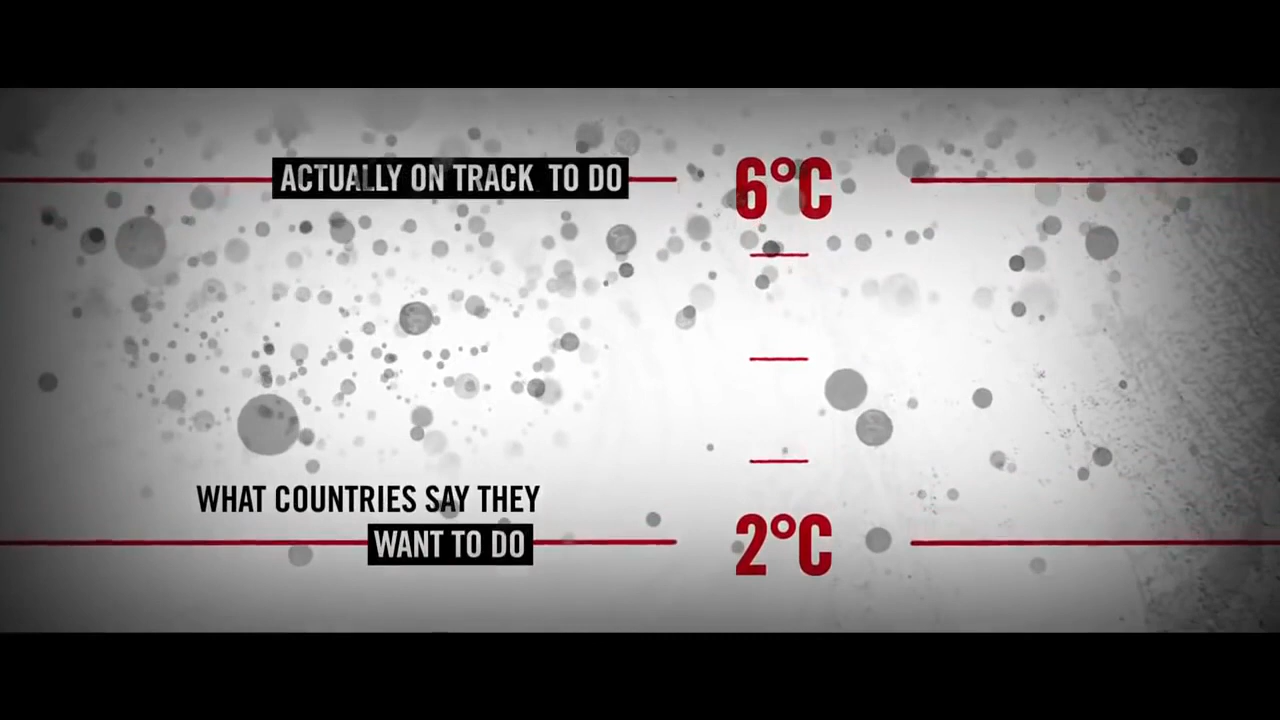 ACTUALLY ON TRACK TO DO
6°C
WHAT COUNTRIES SAY THEY
WANT TO DO
2°C